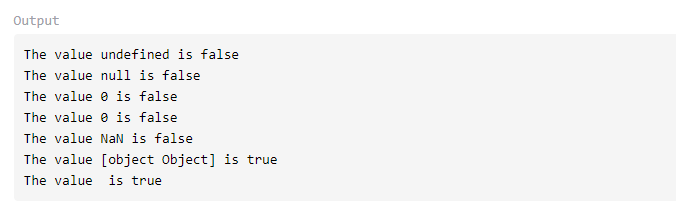 Output
The value undefined is false
The value null is false
The value 0 is false
The value 0 is false
The value NaN is false
The value [object Object] is true
The value  is true